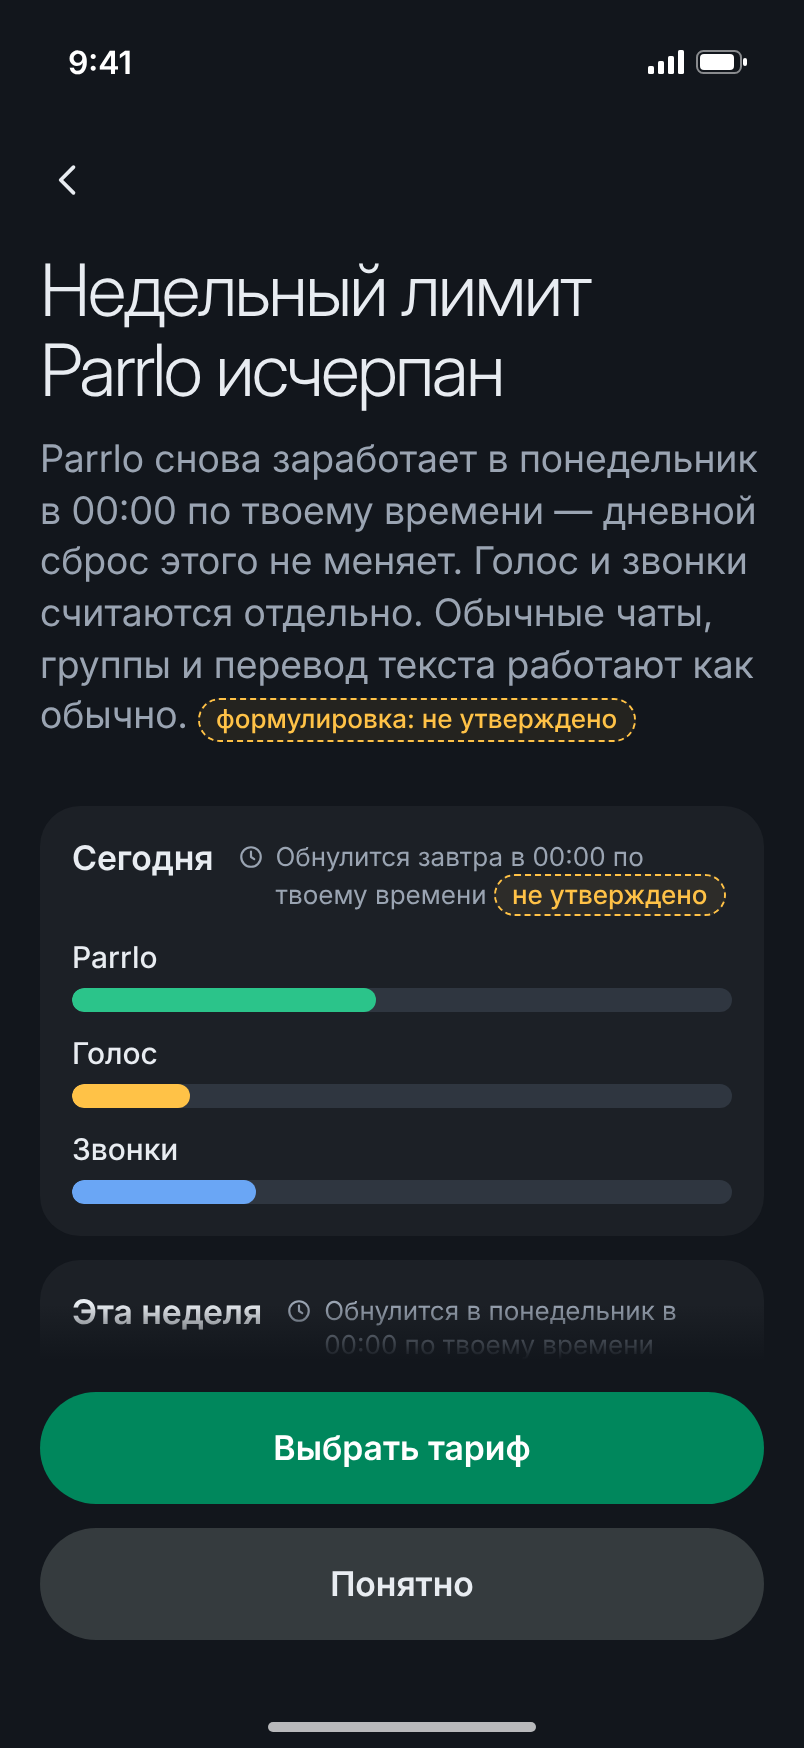 9:41
Недельный лимит
Parrlo исчерпан
Parrlo снова заработает в понедельник
в 00:00 по твоему времени — дневной
сброс этого не меняет. Голос и звонки
считаются отдельно. Обычные чаты,
группы и перевод текста работают как
обычно. формулировка: не утверждено
Сегодня Обнулится завтра в 00:00 по
твоему времени не утверждено
Parrlo
Голос
Звонки
Эта неделя Обнулится в понедельник в
00:00 по твоему времени
Выбрать тариф
Понятно